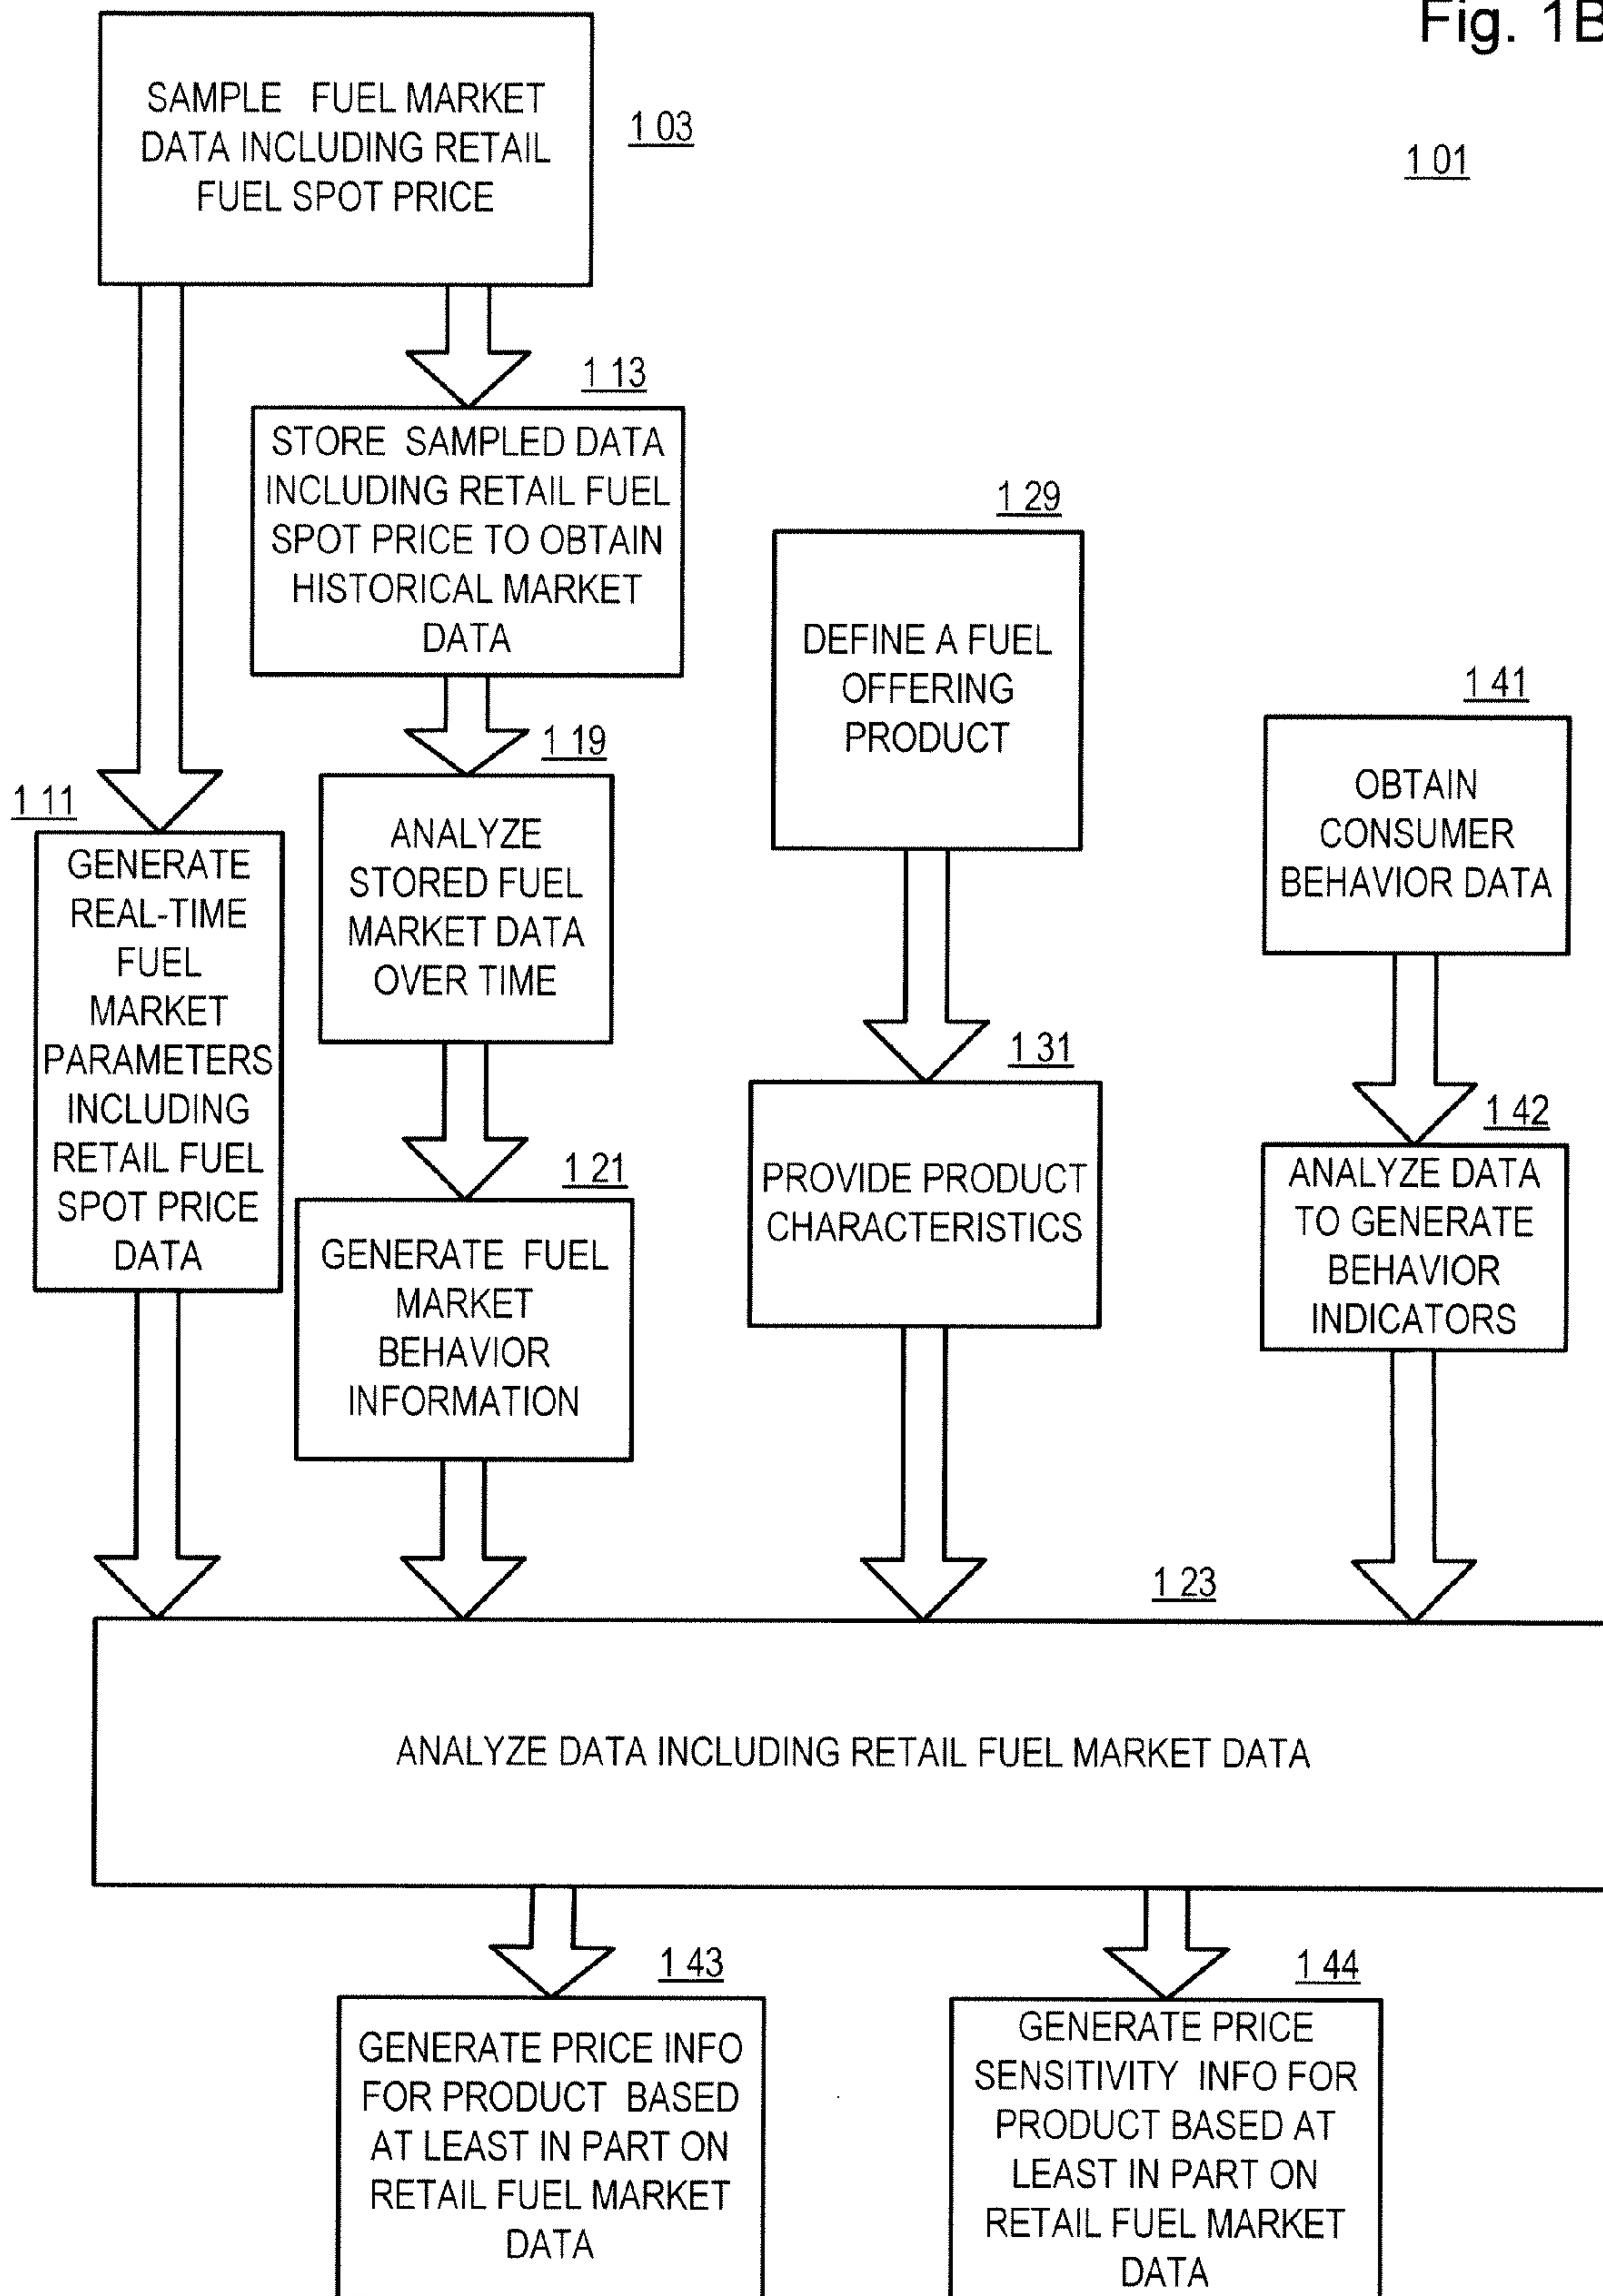 Fig. 1B
SAMPLE FUEL MARKET
DATA INCLUDING RETAIL
FUEL SPOT PRICE
1 03
1 01
1 13
STORE SAMPLED DATA
INCLUDING RETAIL FUEL
SPOT PRICE TO OBTAIN
HISTORICAL MARKET
DATA
1 29
DEFINE A FUEL
OFFERING
PRODUCT
1 41
OBTAIN
CONSUMER
BEHAVIOR DATA
1 19
ANALYZE
STORED FUEL
MARKET DATA
OVER TIME
1 11
GENERATE
REAL-TIME
FUEL
MARKET
PARAMETERS
INCLUDING
RETAIL FUEL
SPOT PRICE
DATA
1 31
PROVIDE PRODUCT
CHARACTERISTICS
1 42
ANALYZE DATA
TO GENERATE
BEHAVIOR
INDICATORS
1 21
GENERATE FUEL
MARKET
BEHAVIOR
INFORMATION
1 23
ANALYZE DATA INCLUDING RETAIL FUEL MARKET DATA
1 43
GENERATE PRICE INFO
FOR PRODUCT BASED
AT LEAST IN PART ON
RETAIL FUEL MARKET
DATA
1 44
GENERATE PRICE
SENSITIVITY INFO FOR
PRODUCT BASED AT
LEAST IN PART ON
RETAIL FUEL MARKET
DATA